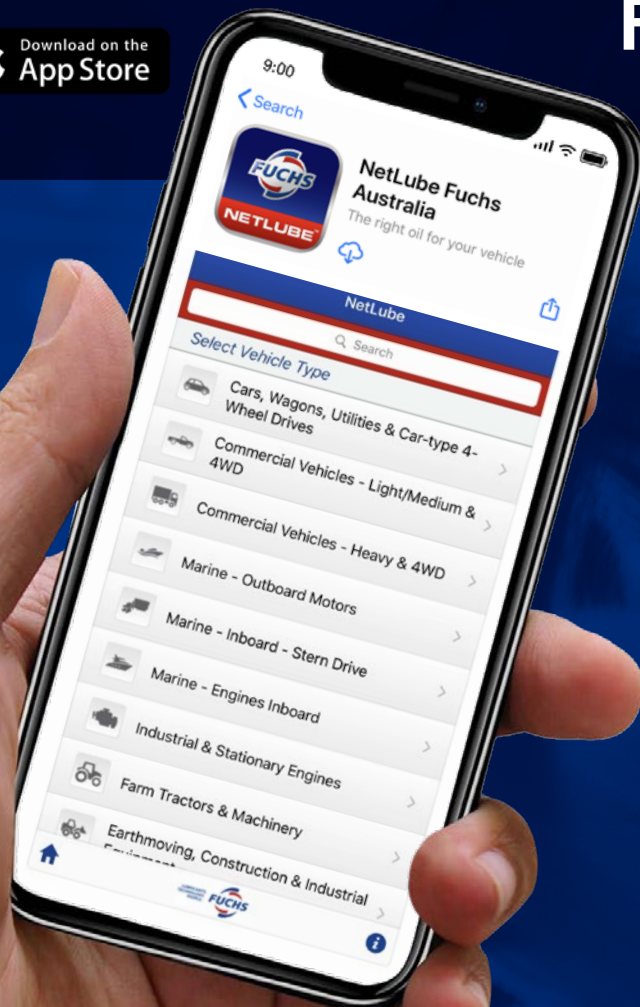 F
Download on the
App Store
9:00
Search
FUCHS
NETLUBE™
NetLube Fuchs
Australia
The right oil for your vehicle
NetLube
Search
Select Vehicle Type
Cars, Wagons, Utilities & Car-type 4-
Wheel Drives
Commercial Vehicles - Light/Medium &
4WD
Commercial Vehicles - Heavy & 4WD
Marine - Outboard Motors
Marine - Inboard - Stern Drive
Marine - Engines Inboard
Industrial & Stationary Engines
Farm Tractors & Machinery
Earthmoving, Construction & Industrial
Equipment
FUCHS